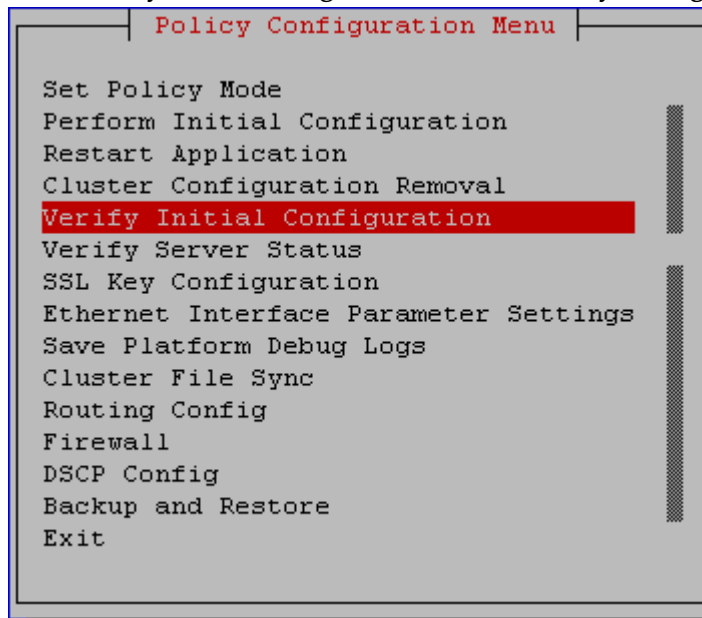 Policy Configuration Menu
Set Policy Mode
Perform Initial Configuration
Restart Application
Cluster Configuration Removal
Verify Initial Configuration
Verify Server Status
SSL Key Configuration
Ethernet Interface Parameter Settings
Save Platform Debug Logs
Cluster File Sync
Routing Config
Firewall
DSCP Config
Backup and Restore
Exit